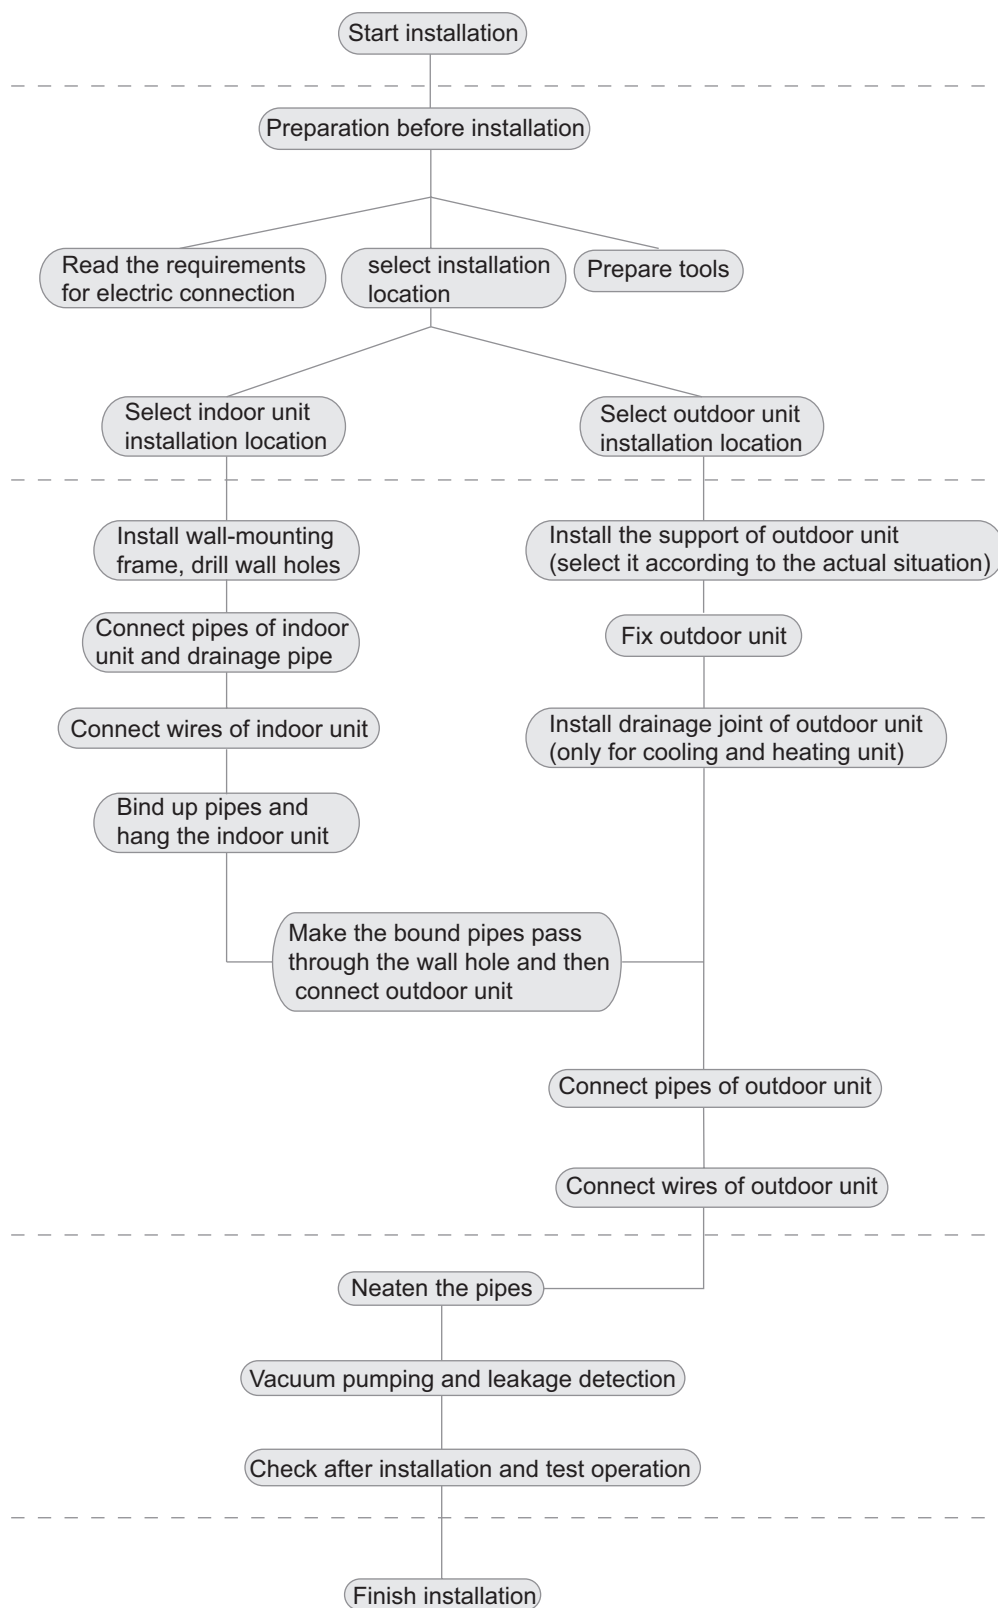 Start installation
Preparation before installation
Read the requirements
for electric connection
select installation
location
Prepare tools
Select indoor unit
installation location
Select outdoor unit
installation location
Install wall-mounting
frame, drill wall holes
Install the support of outdoor unit
(select it according to the actual situation)
Connect pipes of indoor
unit and drainage pipe
Fix outdoor unit
Connect wires of indoor unit
Install drainage joint of outdoor unit
(only for cooling and heating unit)
Bind up pipes and
hang the indoor unit
Make the bound pipes pass
through the wall hole and then
connect outdoor unit
Connect pipes of outdoor unit
Connect wires of outdoor unit
Neaten the pipes
Vacuum pumping and leakage detection
Check after installation and test operation
Finish installation